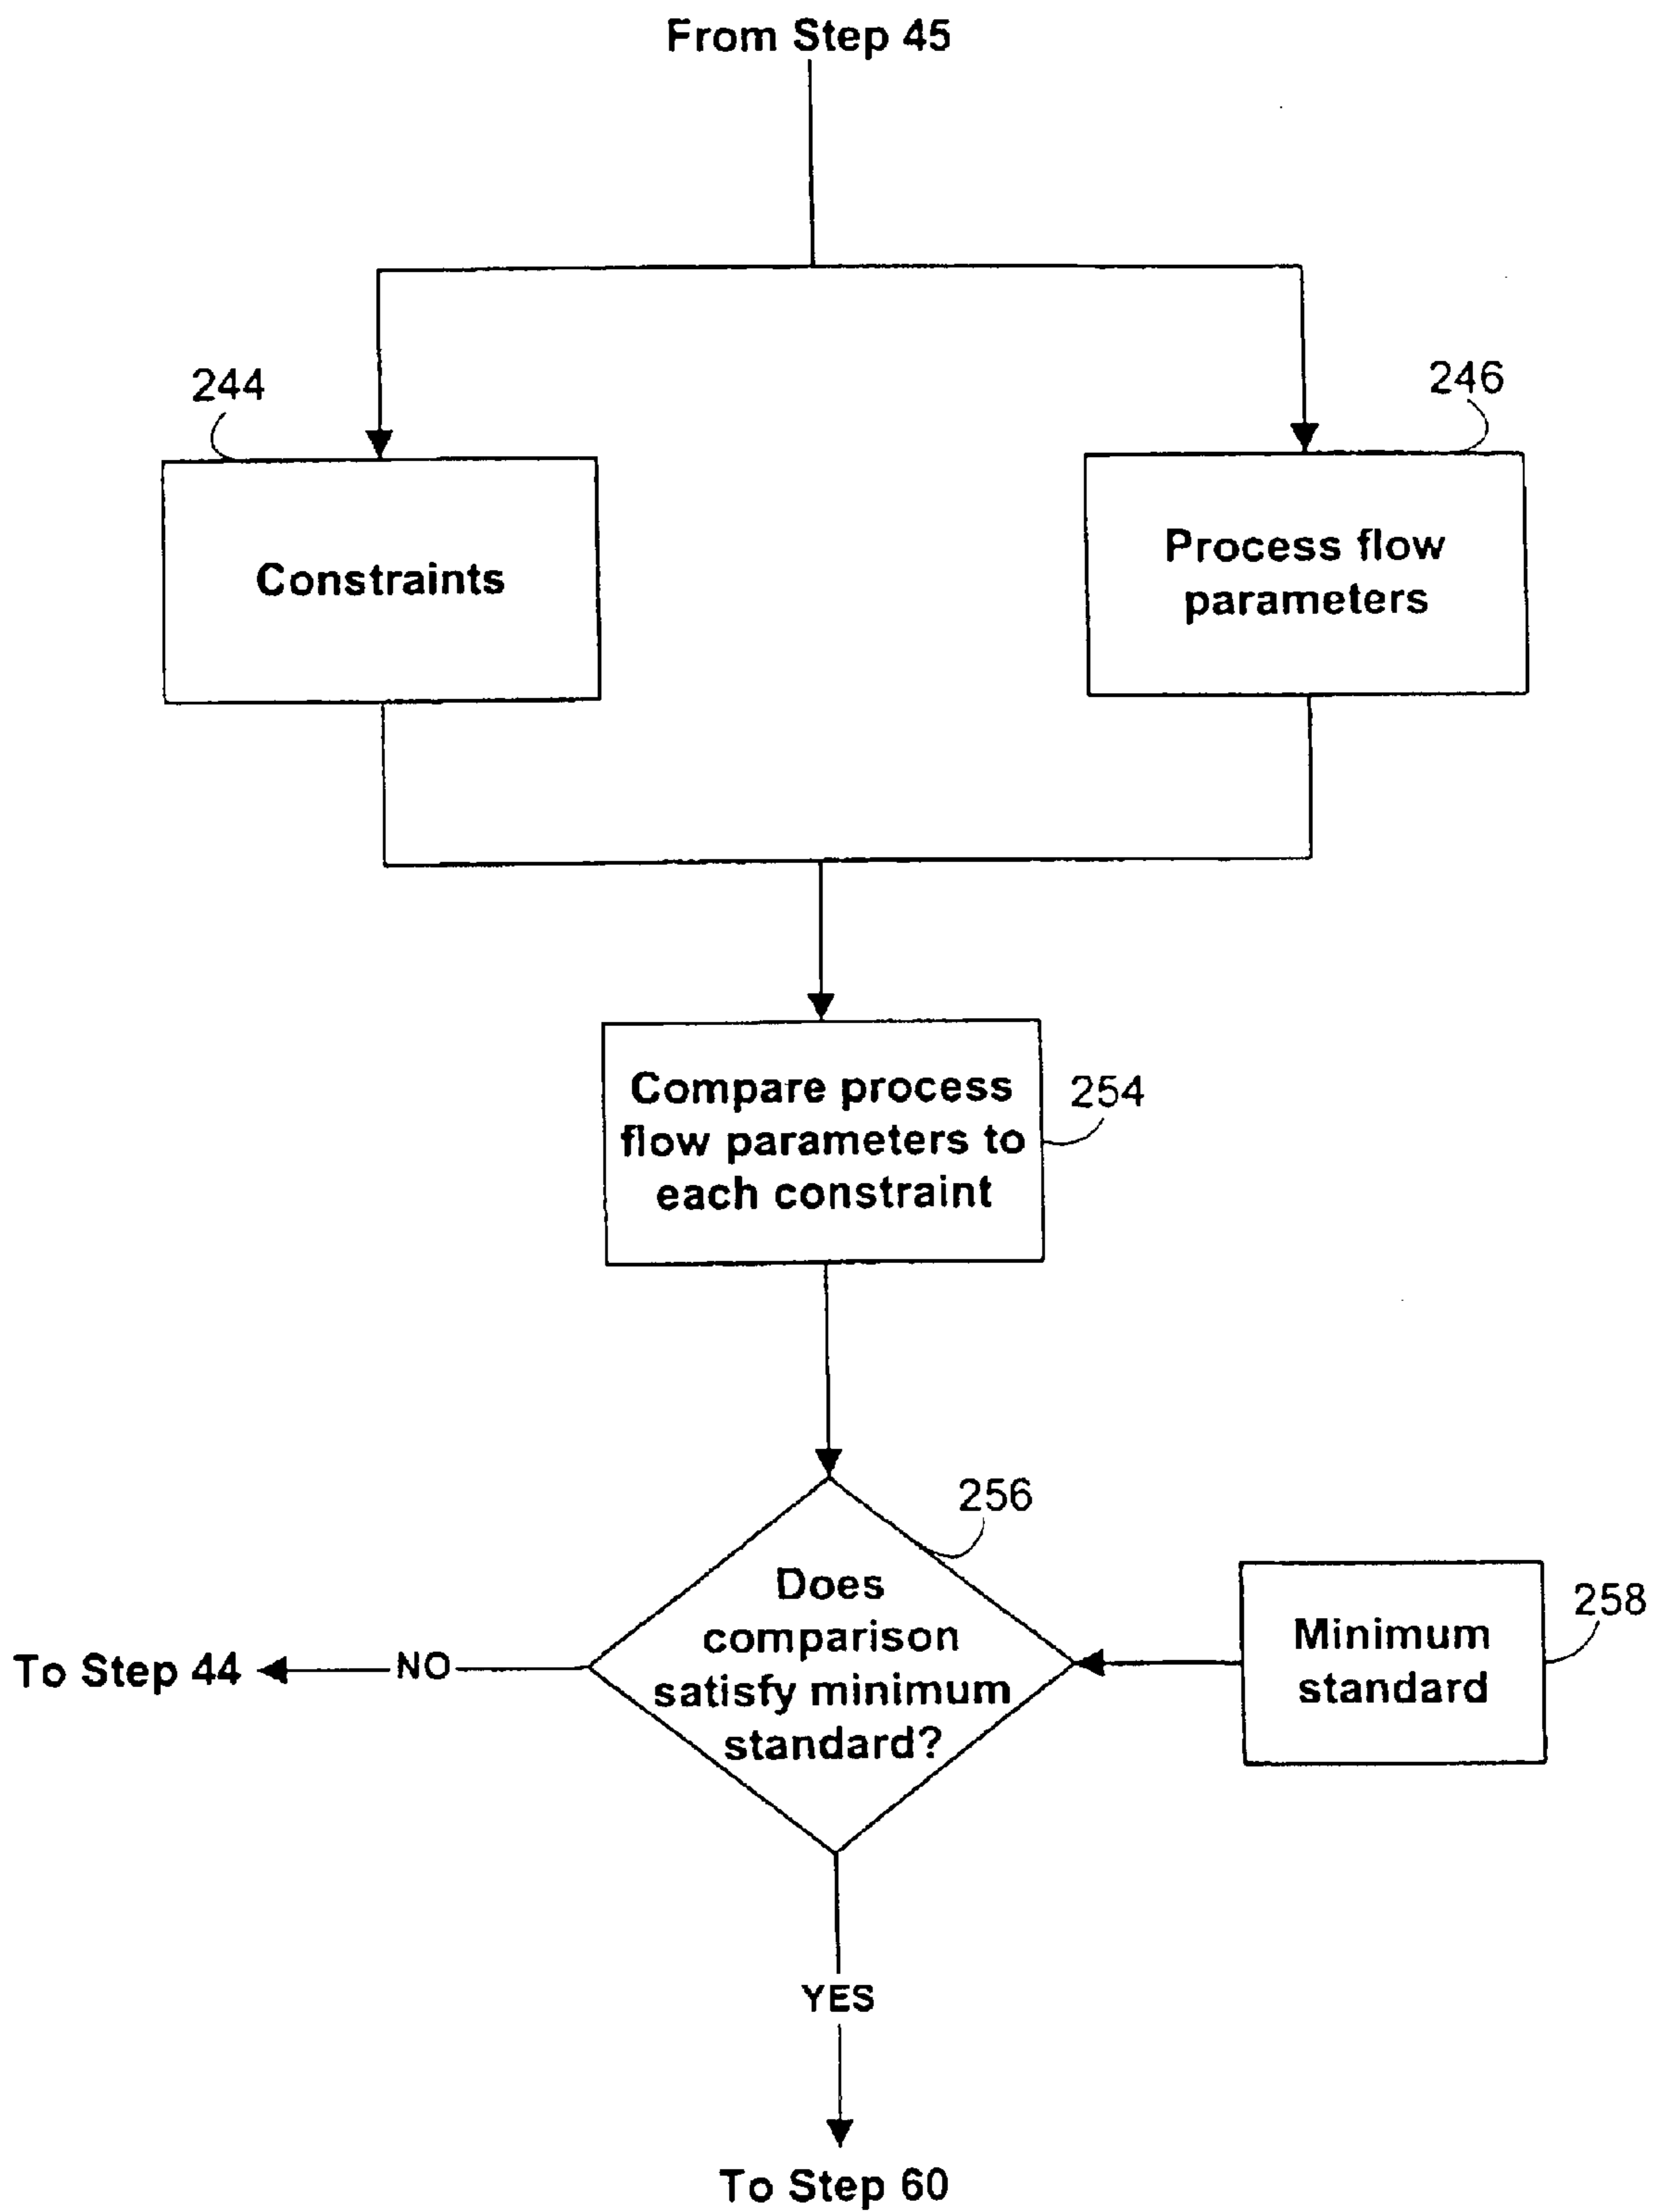 From Step 45
244
246
Constraints
Process flow
parameters
Compare process
flow parameters to
each constraint
254
256
Does
comparison
satisfy minimum
standard?
Minimum
standard
258
To Step 44
NO
YES
To Step 60